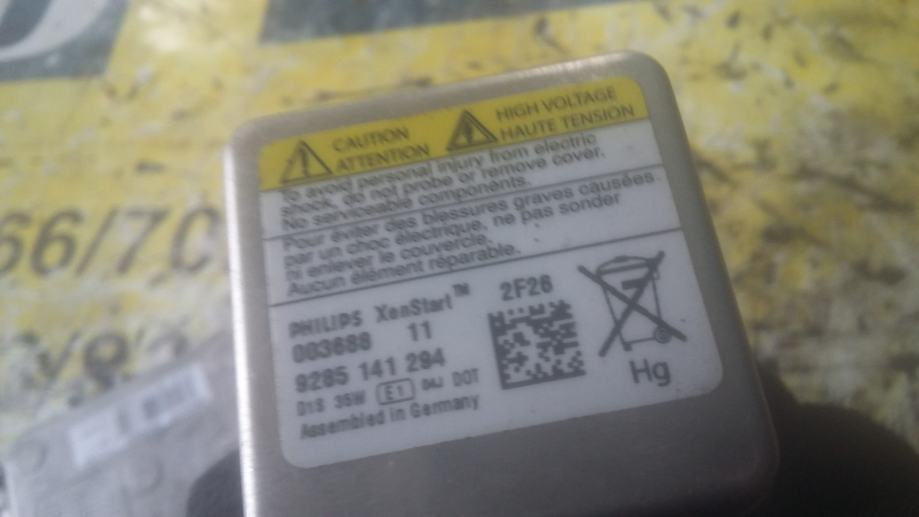 66/70
CAUTION
ATTENTION
HIGH VOLTAGE
HAUTE TENSION
To avoid personal injury from electric
shock, do not probe or remove cover.
No serviceable components.
Pour éviter des blessures graves causées
par un choc électrique, ne pas sonder
ni enlever le couvercle.
Aucun élément réparable.
PHILIPS XenStart™ 2F26
003688 11
9285 141 294
D1S 35W E1 04J DOT
Assembled in Germany
Hg